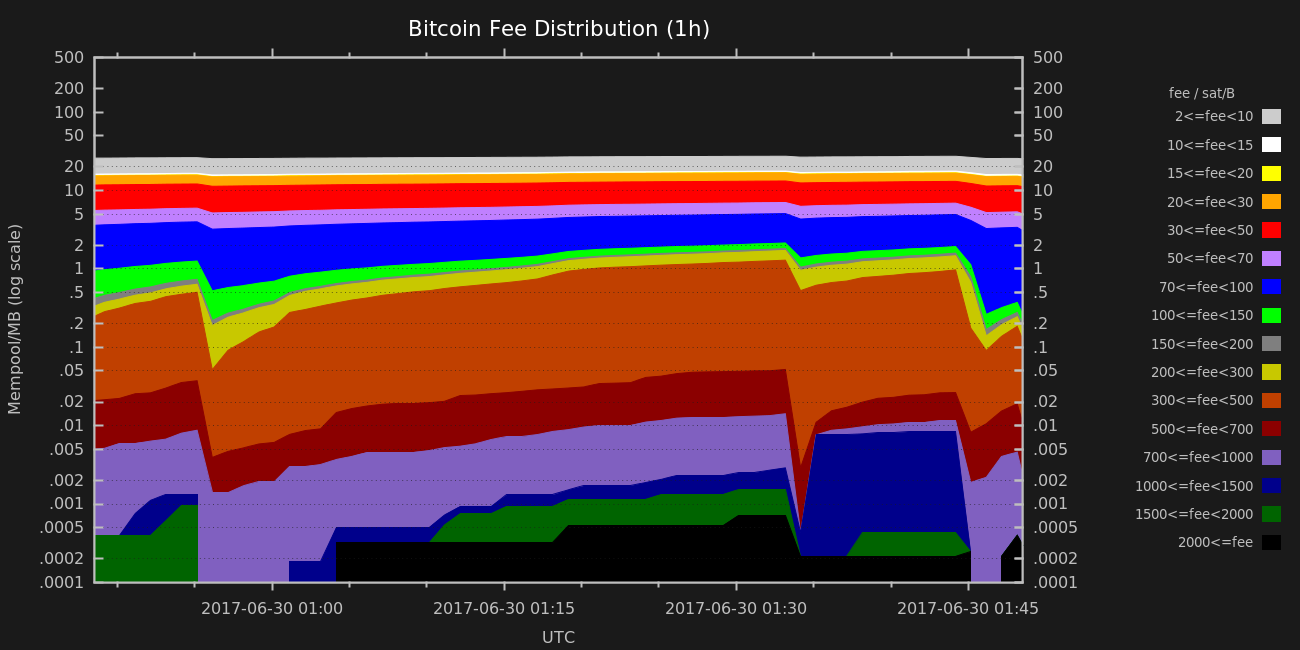 Bitcoin Fee Distribution (1h)
500 500
200 200
100 100
50 50
20 20
10 10
5 5
2 2
1 1
.5 .5
.2 .2
.1 .1
.05 .05
.02 .02
.01 .01
.005 .005
.002 .002
.001 .001
.0005 .0005
.0002 .0002
.0001 .0001
Mempool/MB (log scale)
2017-06-30 01:00 2017-06-30 01:15 2017-06-30 01:30 2017-06-30 01:45
UTC
fee / sat/B
2<=fee<10
10<=fee<15
15<=fee<20
20<=fee<30
30<=fee<50
50<=fee<70
70<=fee<100
100<=fee<150
150<=fee<200
200<=fee<300
300<=fee<500
500<=fee<700
700<=fee<1000
1000<=fee<1500
1500<=fee<2000
2000<=fee